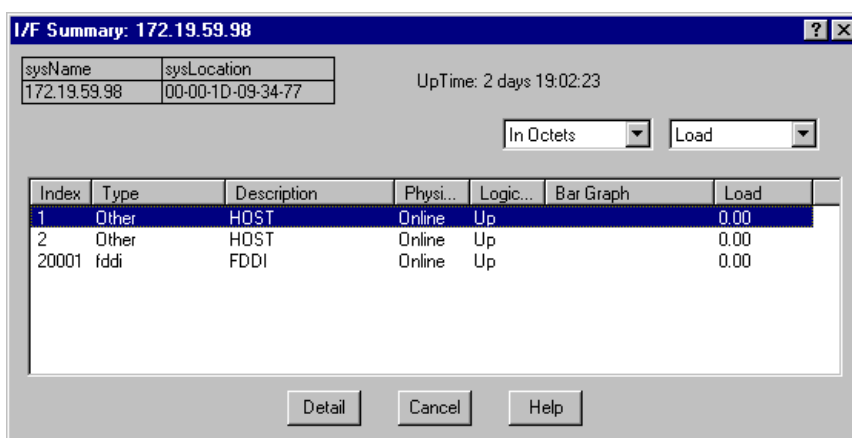 I/F Summary: 172.19.59.98
sysName sysLocation
172.19.59.98 00-00-1D-09-34-77
UpTime: 2 days 19:02:23
In Octets Load
Index Type Description Physi... Logic... Bar Graph Load
1 Other HOST Online Up 0.00
2 Other HOST Online Up 0.00
20001 fddi FDDI Online Up 0.00
Detail Cancel Help